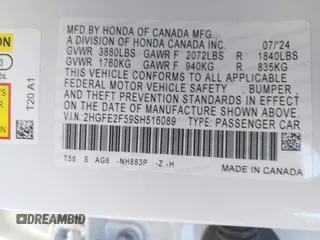 MFD.BY HONDA OF CANADA MFG.,
A DIVISION OF HONDA CANADA INC. 07/'24
GVWR 3880LBS GAWR F 2072LBS R 1840LBS
GVWR 1760KG GAWR F 940KG R 835KG
THIS VEHICLE CONFORMS TO ALL APPLICABLE
FEDERAL MOTOR VEHICLE SAFETY , BUMPER ,
AND THEFT PREVENTION STANDARDS IN EFFECT ON
THE DATE OF MANUFACTURE SHOWN ABOVE.
V.I.N: 2HGFE2F59SH516089 TYPE: PASSENGER CAR
T56 S AG6 -NH883P -Z -H
MADE IN CANADA
T20 A1
DREAMBID